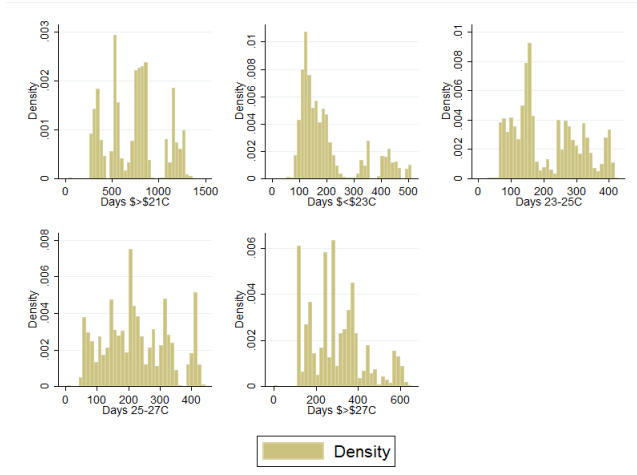 Density
.003
.002
.001
0
0 500 1000 1500
Days $>$21C
Density
.01
.008
.006
.004
.002
0
0 100 200 300 400 500
Days $<$23C
Density
.01
.008
.006
.004
.002
0
0 100 200 300 400
Days 23-25C
Density
.008
.006
.004
.002
0
0 100 200 300 400
Days 25-27C
Density
.006
.004
.002
0
0 200 400 600
Days $>$27C
Density